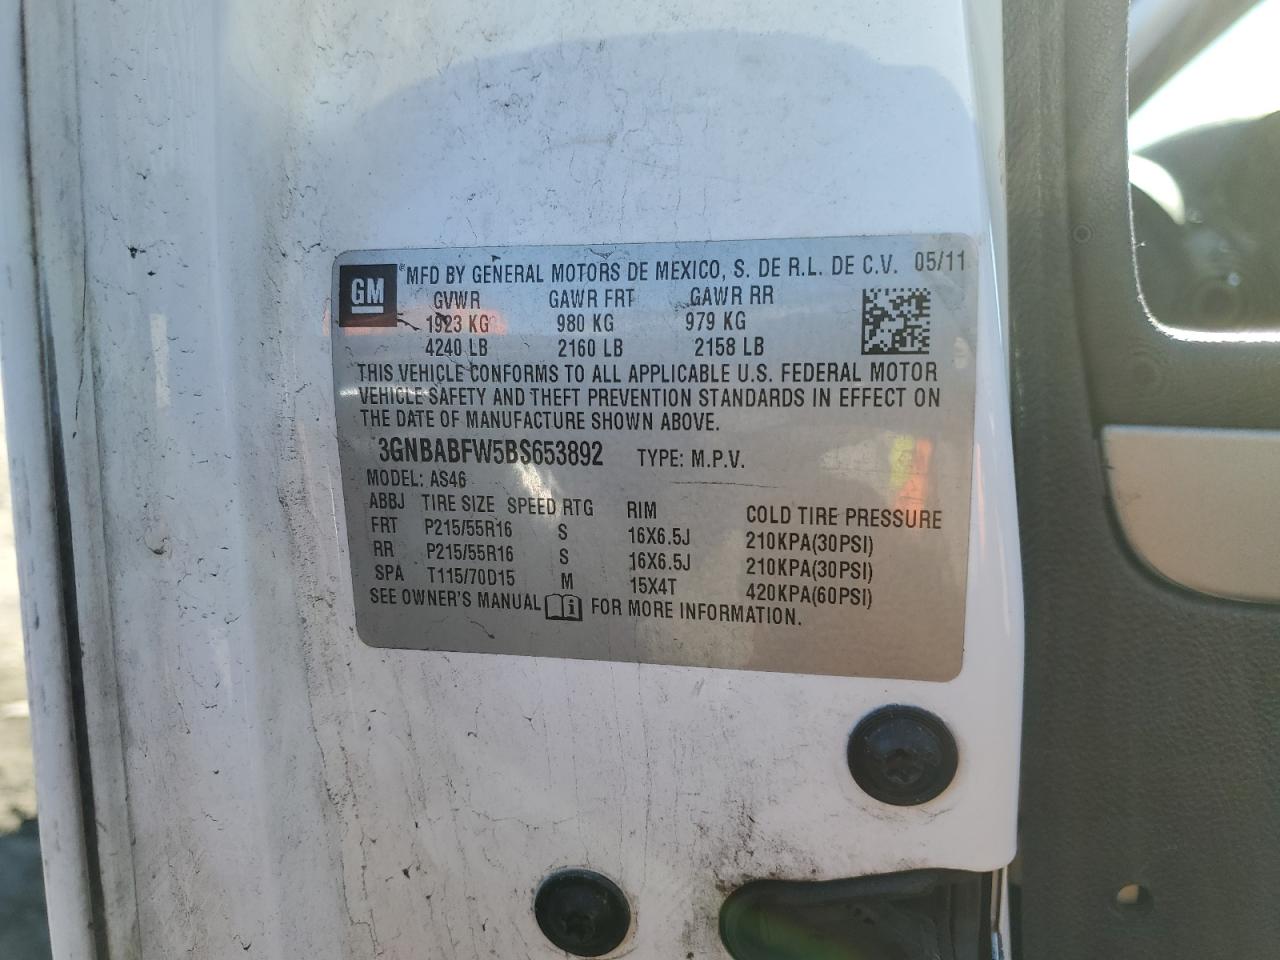 GM ® MFD BY GENERAL MOTORS DE MEXICO, S. DE R.L. DE C.V. 05/11
GVWR GAWR FRT GAWR RR
1923 KG 980 KG 979 KG
4240 LB 2160 LB 2158 LB
THIS VEHICLE CONFORMS TO ALL APPLICABLE U.S. FEDERAL MOTOR
VEHICLE SAFETY AND THEFT PREVENTION STANDARDS IN EFFECT ON
THE DATE OF MANUFACTURE SHOWN ABOVE.
3GNBABFW5BS653892 TYPE: M.P.V.
MODEL: AS46
ABBJ TIRE SIZE SPEED RTG RIM COLD TIRE PRESSURE
FRT P215/55R16 S 16X6.5J 210KPA(30PSI)
RR P215/55R16 S 16X6.5J 210KPA(30PSI)
SPA T115/70D15 M 15X4T 420KPA(60PSI)
SEE OWNER'S MANUAL FOR MORE INFORMATION.